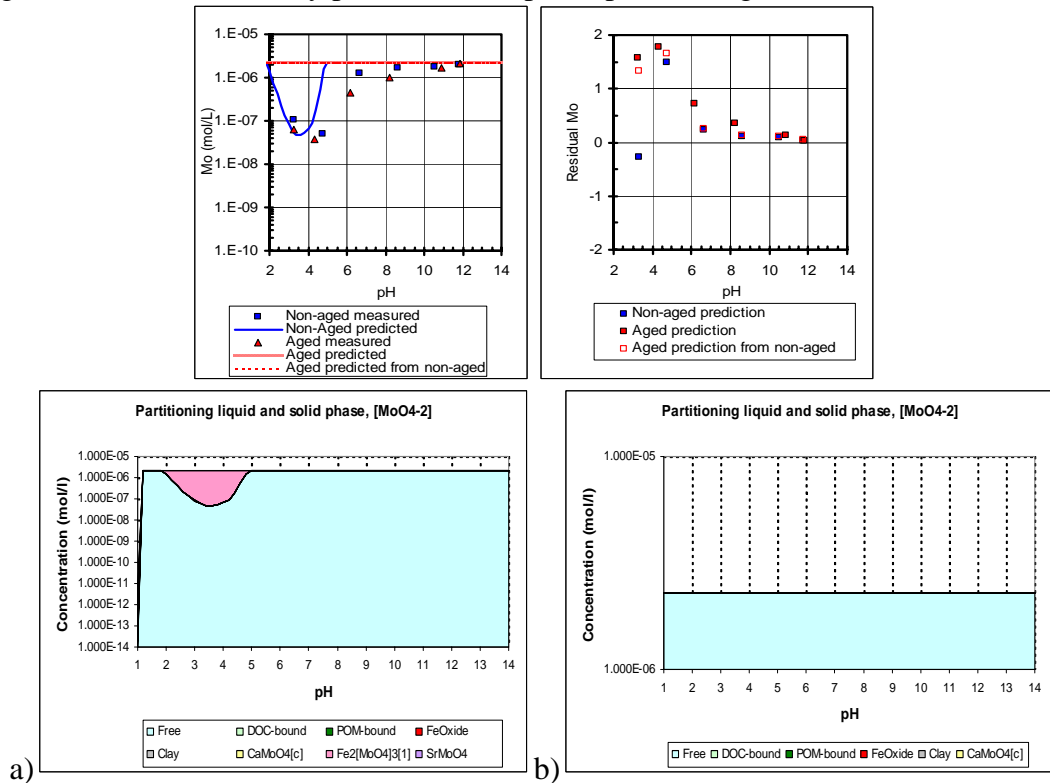 Mo (mol/L)
1.E-05
1.E-06
1.E-07
1.E-08
1.E-09
1.E-10
2 4 6 8 10 12 14
pH
Non-aged measured
Non-Aged predicted
Aged measured
Aged predicted
Aged predicted from non-aged
Residual Mo
2
1
0
-1
-2
2 4 6 8 10 12 14
pH
Non-aged prediction
Aged prediction
Aged prediction from non-aged
Partitioning liquid and solid phase, [MoO4-2]
Concentration (mol/l)
1.000E-05
1.000E-06
1.000E-07
1.000E-08
1.000E-09
1.000E-10
1.000E-11
1.000E-12
1.000E-13
1.000E-14
1 2 3 4 5 6 7 8 9 10 11 12 13 14
pH
Free DOC-bound POM-bound FeOxide
Clay CaMoO4[c] Fe2[MoO4]3[1] SrMoO4
a)
Partitioning liquid and solid phase, [MoO4-2]
Concentration (mol/l)
1.000E-05
1.000E-06
1 2 3 4 5 6 7 8 9 10 11 12 13 14
pH
Free DOC-bound POM-bound FeOxide Clay CaMoO4[c]
b)